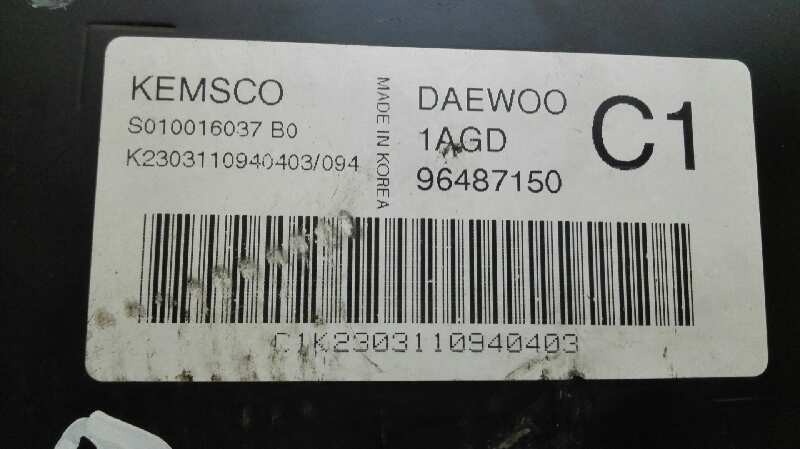 KEMSCO
S010016037 B0
K2303110940403/094
MADE IN KOREA
DAEWOO
1AGD
96487150
C1
C1K2303110940403